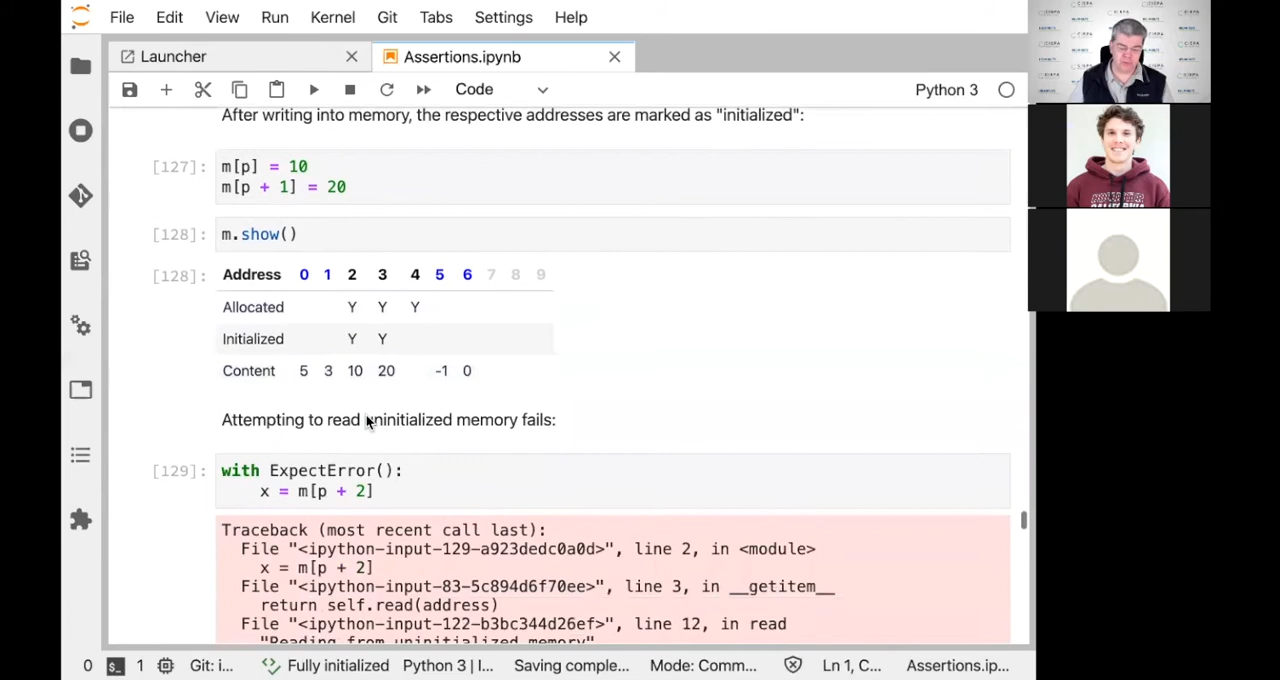 File Edit View Run Kernel Git Tabs Settings Help
Launcher
Assertions.ipynb
Code
Python 3
After writing into memory, the respective addresses are marked as "initialized":
[127]:
m[p] = 10
m[p + 1] = 20
[128]:
m.show()
[128]:
Address 0 1 2 3 4 5 6 7 8 9
Allocated Y Y Y
Initialized Y Y
Content 5 3 10 20 -1 0
Attempting to read uninitialized memory fails:
[129]:
with ExpectError():
x = m[p + 2]
Traceback (most recent call last):
File "<ipython-input-129-a923dedc0a0d>", line 2, in <module>
x = m[p + 2]
File "<ipython-input-83-5c894d6f70ee>", line 3, in __getitem__
return self.read(address)
File "<ipython-input-122-b3bc344d26ef>", line 12, in read
"Reading from uninitialized memory"
0 1 Git: i... Fully initialized Python 3 | I... Saving comple... Mode: Comm... Ln 1, C... Assertions.ip...